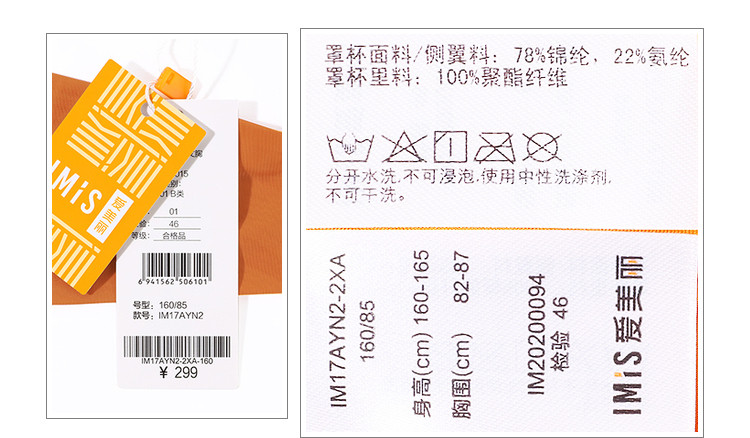 IMiS
爱美丽
015
01 B类
01
46
等级: 合格品
6 941562 506101
号型: 160/85
款号: IM17AYN2
IM17AYN2-2XA-160
¥ 299
罩杯面料/侧翼料: 78%锦纶, 22%氨纶
罩杯里料: 100%聚酯纤维
分开水洗,不可浸泡,使用中性洗涤剂,
不可干洗。
IM17AYN2-2XA
160/85
身高(cm) 160-165
胸围(cm) 82-87
IM20200094
检验 46
IMiS 爱美丽